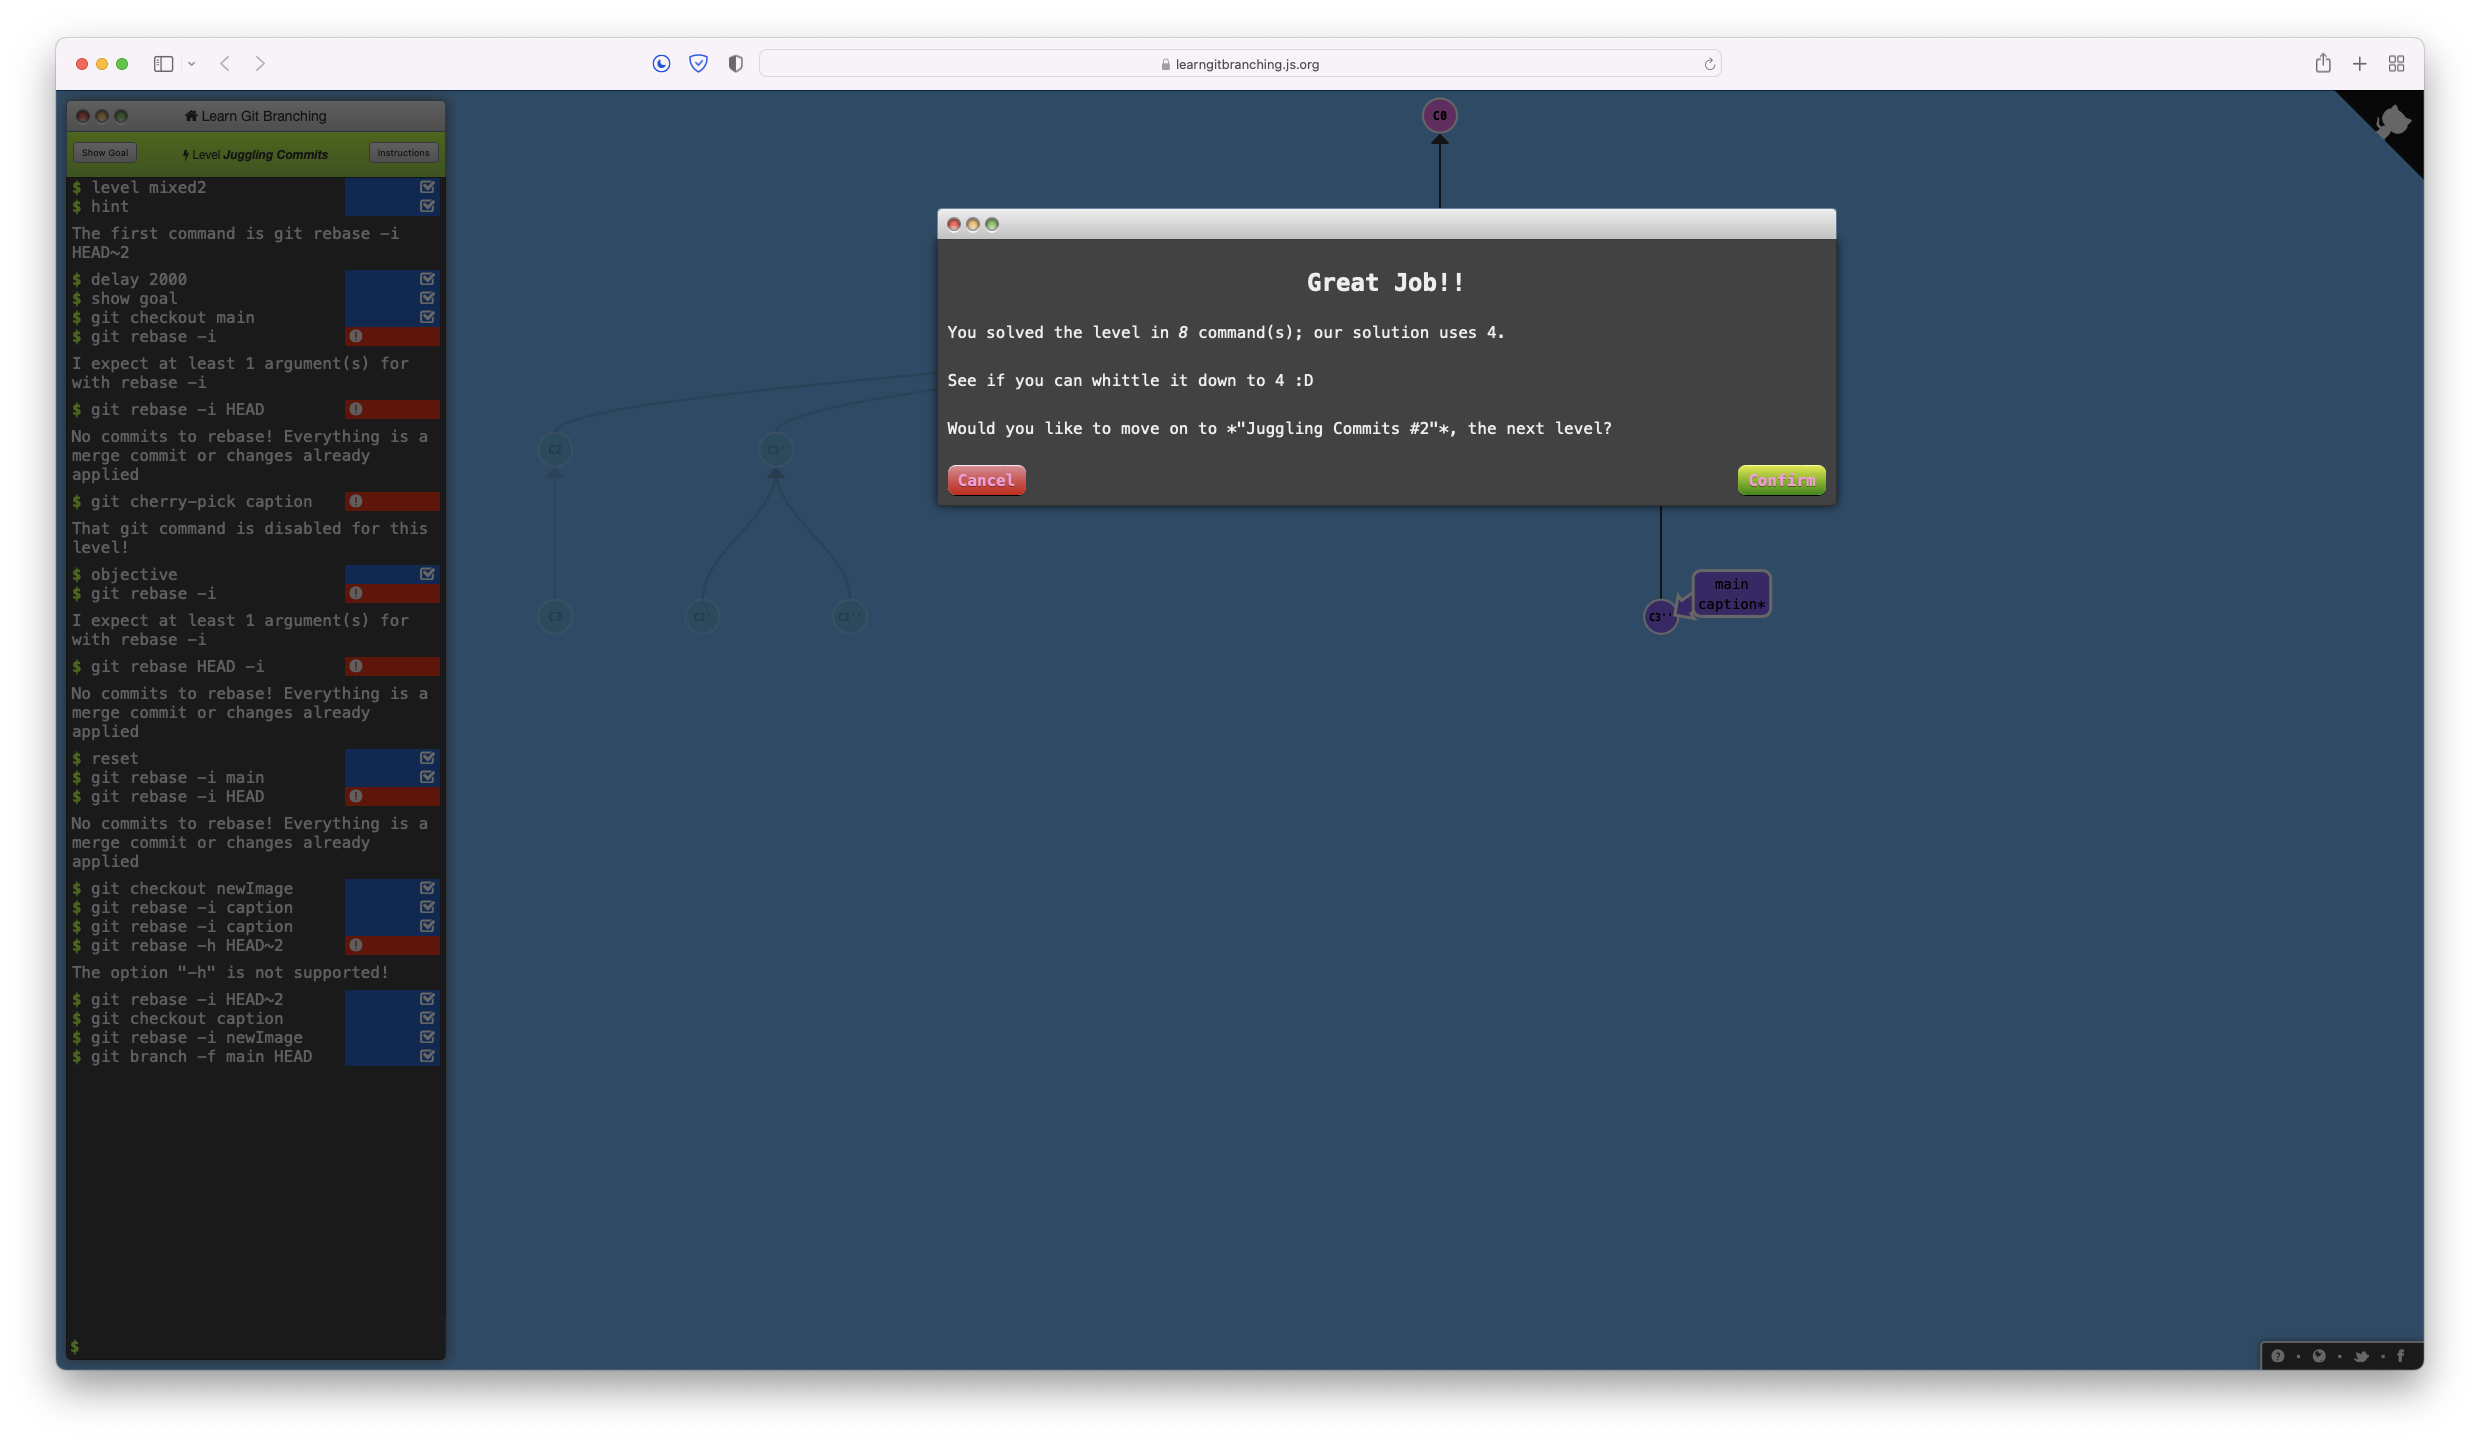 learngitbranching.js.org
Learn Git Branching
Show Goal
Level Juggling Commits
Instructions
$ level mixed2
$ hint
The first command is git rebase -i
HEAD~2
$ delay 2000
$ show goal
$ git checkout main
$ git rebase -i
I expect at least 1 argument(s) for
with rebase -i
$ git rebase -i HEAD
No commits to rebase! Everything is a
merge commit or changes already
applied
$ git cherry-pick caption
That git command is disabled for this
level!
$ objective
$ git rebase -i
I expect at least 1 argument(s) for
with rebase -i
$ git rebase HEAD -i
No commits to rebase! Everything is a
merge commit or changes already
applied
$ reset
$ git rebase -i main
$ git rebase -i HEAD
No commits to rebase! Everything is a
merge commit or changes already
applied
$ git checkout newImage
$ git rebase -i caption
$ git rebase -i caption
$ git rebase -h HEAD~2
The option "-h" is not supported!
$ git rebase -i HEAD~2
$ git checkout caption
$ git rebase -i newImage
$ git branch -f main HEAD
$
C0
Great Job!!
You solved the level in 8 command(s); our solution uses 4.
See if you can whittle it down to 4 :D
Would you like to move on to *"Juggling Commits #2"*, the next level?
Cancel
Confirm
C2
C3'
C3
C2'
C2''
C3''
main
caption*